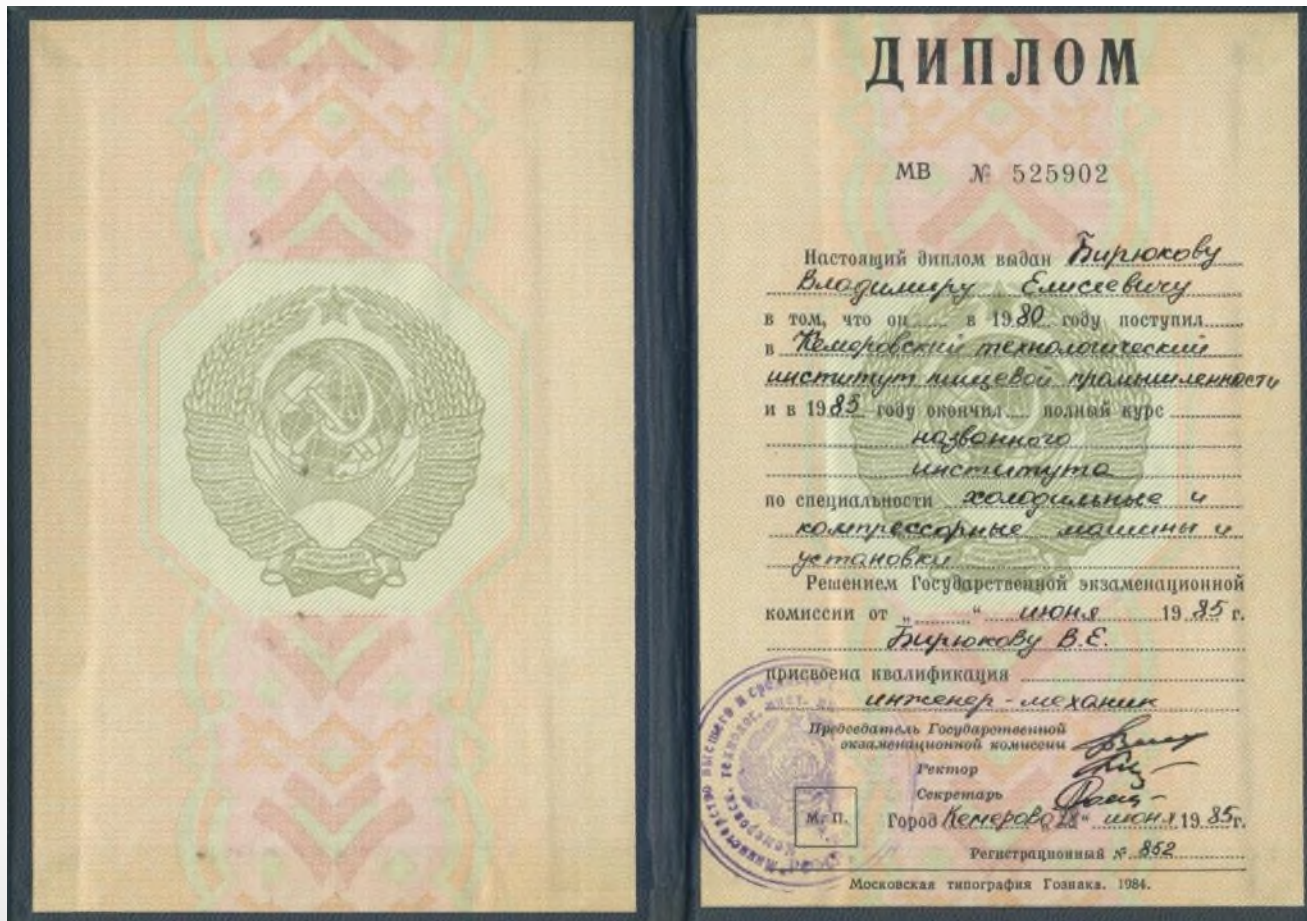 ДИПЛОМ
МВ № 525902
Настоящий диплом выдан Бирюкову
Владимиру Елисеевичу
в том, что он в 1980 году поступил
в Кемеровский технологический
институт пищевой промышленности
и в 1985 году окончил полный курс
названного
института
по специальности холодильные и
компрессорные машины и
установки
Решением Государственной экзаменационной
комиссии от „ “ июня 1985 г.
Бирюкову В.Е.
присвоена квалификация
инженер-механик
Председатель Государственной
экзаменационной комиссии
Ректор
Секретарь
М. П.
Город Кемерово “ июня 1985г.
Регистрационный № 852
Московская типография Гознака. 1984.
Министерство высшего и